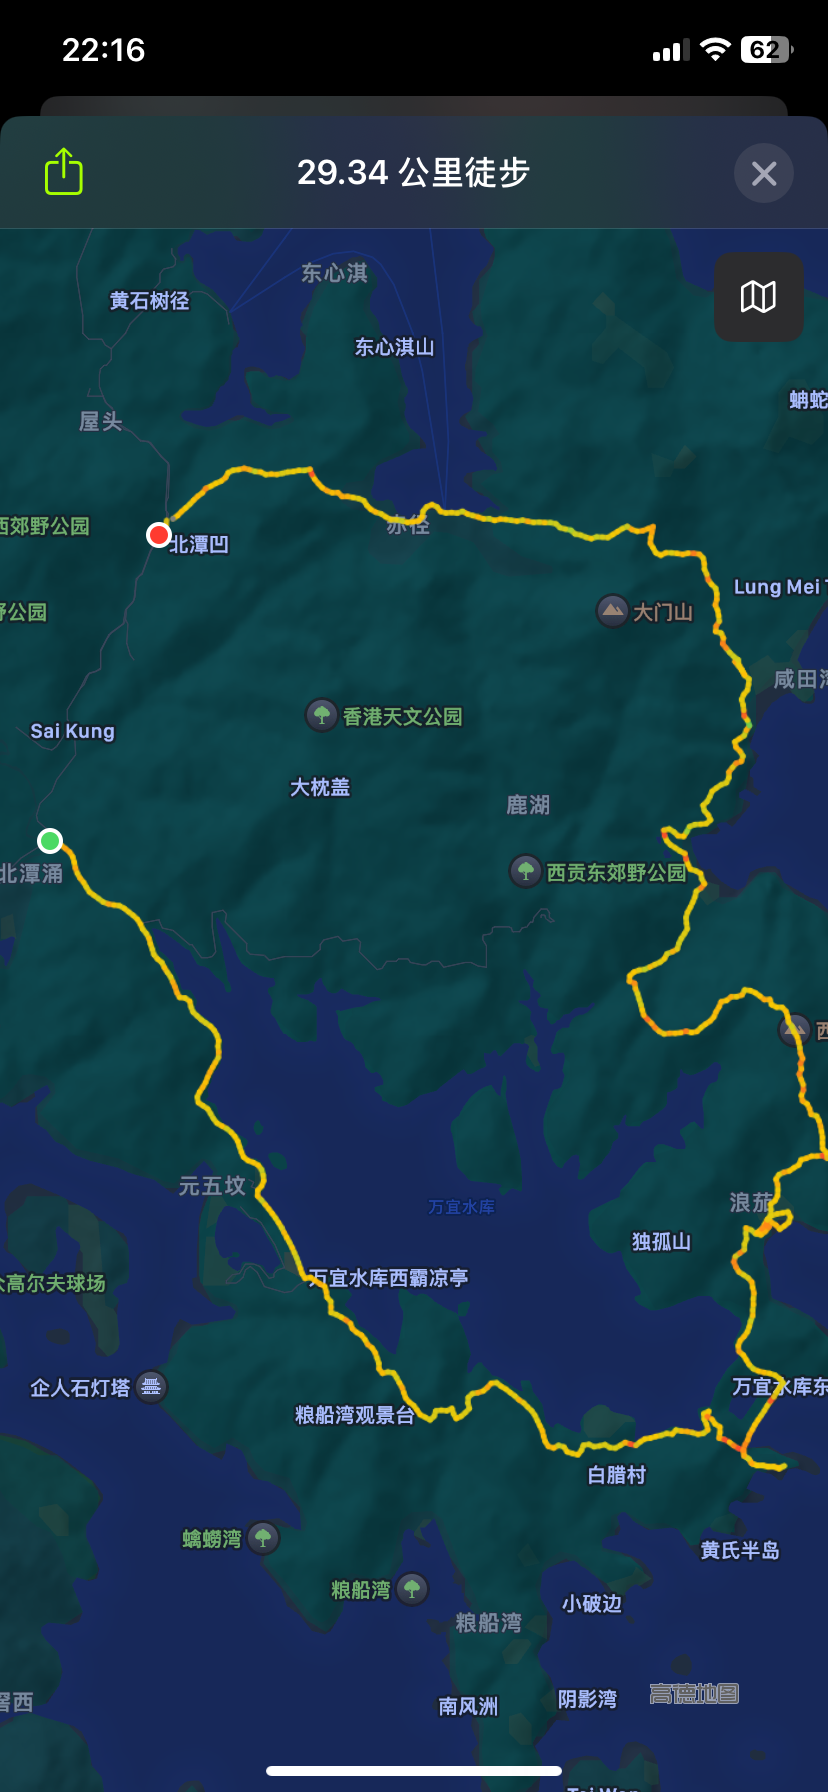 22:16
62
29.34 公里徒步
东心淇
黄石树径
东心淇山
屋头
西郊野公园
赤径
北潭凹
Lung Mei
大门山
咸田湾
香港天文公园
Sai Kung
大枕盖
鹿湖
西贡东郊野公园
北潭涌
西
元五坟
万宜水库
浪茄
独孤山
万宜水库西霸凉亭
高尔夫球场
企人石灯塔
万宜水库东
粮船湾观景台
白腊村
蠄蟧湾
黄氏半岛
粮船湾
小破边
粮船湾
高德地图
阴影湾
南风洲